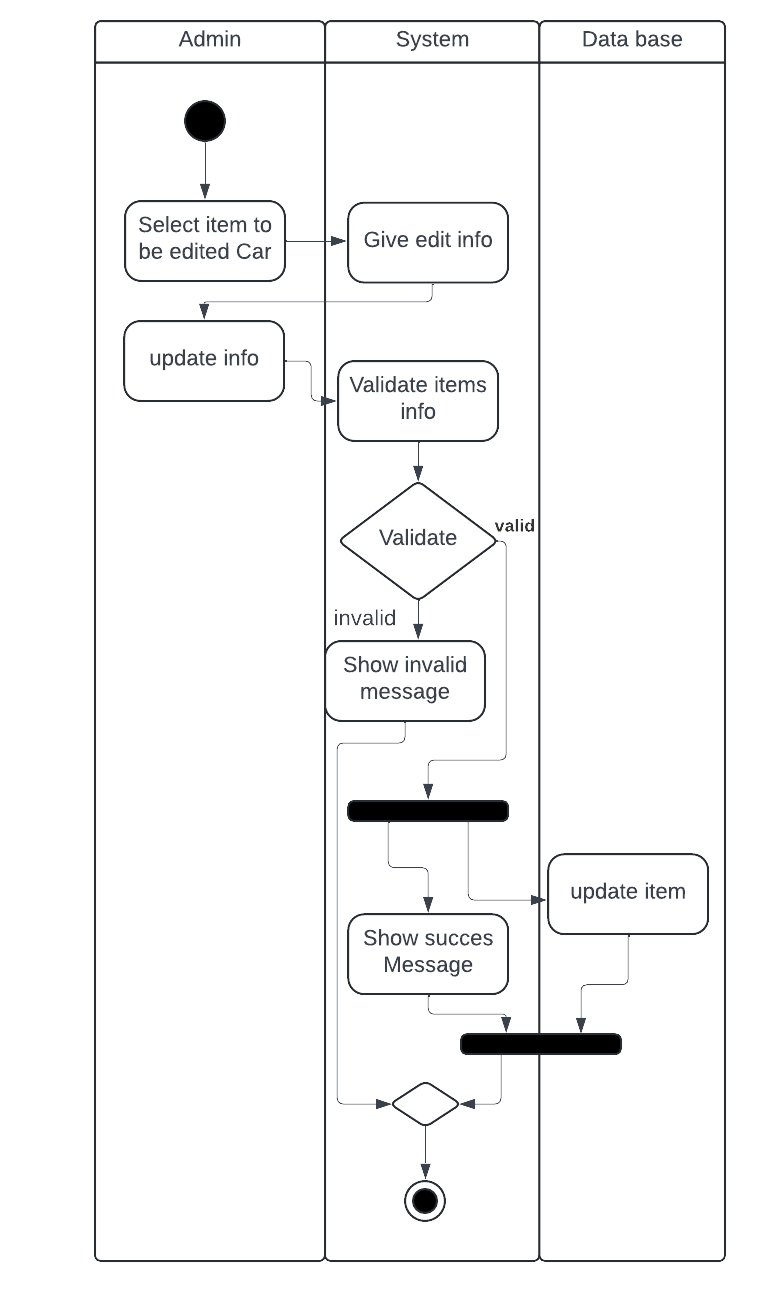 Admin
System
Data base
Select item to
be edited Car
Give edit info
update info
Validate items
info
Validate
valid
invalid
Show invalid
message
update item
Show succes
Message